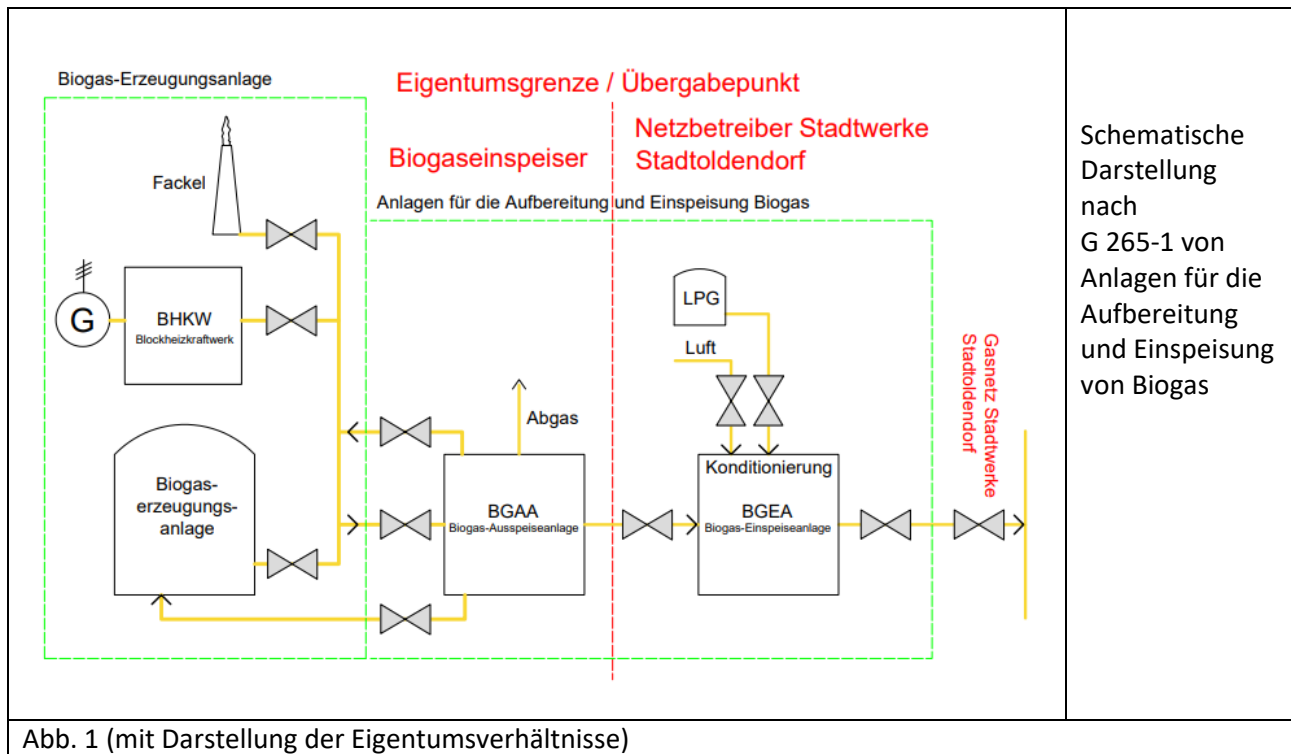 Biogas-Erzeugungsanlage
Eigentumsgrenze / Übergabepunkt
Biogaseinspeiser
Netzbetreiber Stadtwerke
Stadtoldendorf
Anlagen für die Aufbereitung und Einspeisung Biogas
Fackel
G
BHKW
Blockheizkraftwerk
Biogas-
erzeugungs-
anlage
Abgas
BGAA
Biogas-Ausspeiseanlage
LPG
Luft
Konditionierung
BGEA
Biogas-Einspeiseanlage
Gasnetz Stadtwerke
Stadtoldendorf
Schematische
Darstellung
nach
G 265-1 von
Anlagen für die
Aufbereitung
und Einspeisung
von Biogas
Abb. 1 (mit Darstellung der Eigentumsverhältnisse)